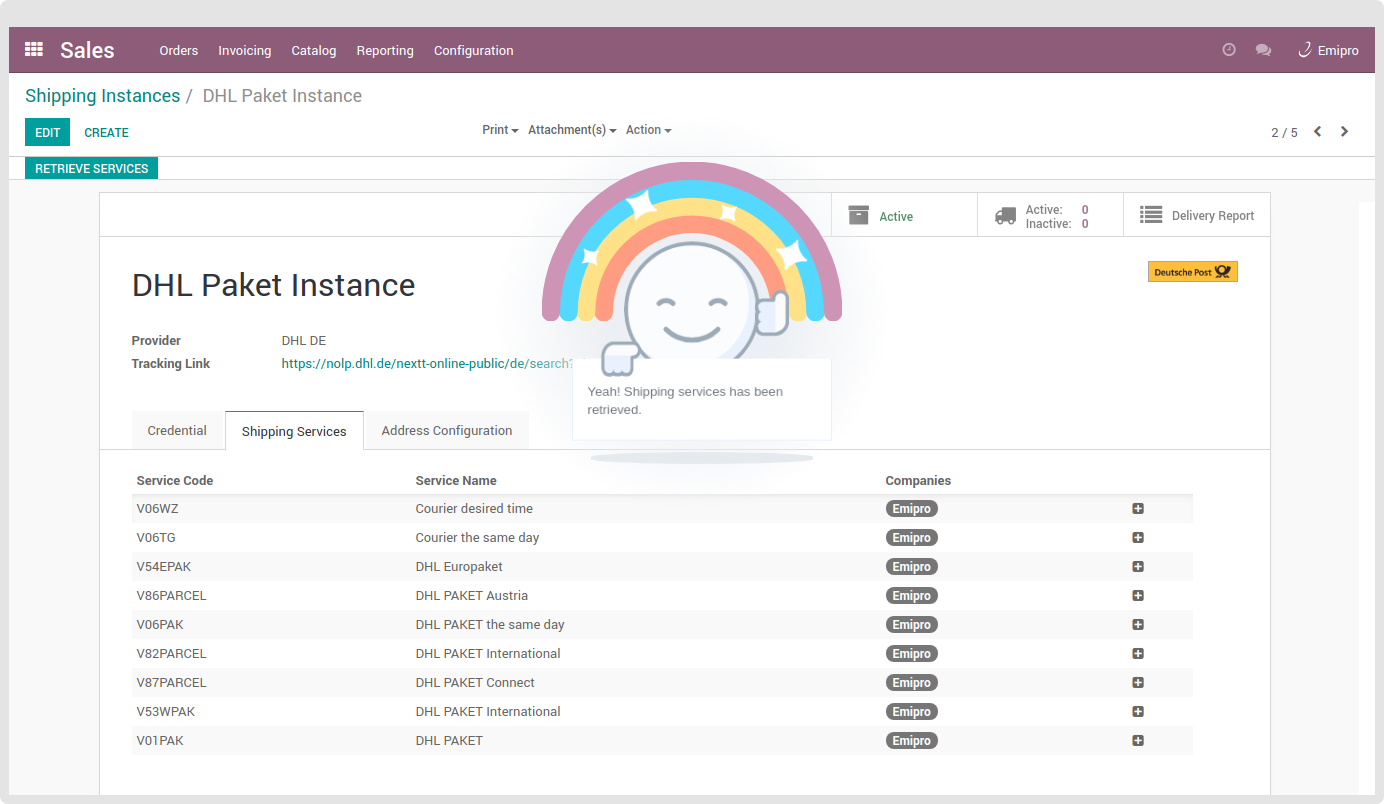 Sales Orders Invoicing Catalog Reporting Configuration Emipro
Shipping Instances / DHL Paket Instance
EDIT CREATE Print Attachment(s) Action 2 / 5
RETRIEVE SERVICES
Active Active: 0 Delivery Report
Inactive: 0
Deutsche Post
DHL Paket Instance
Provider DHL DE
Tracking Link https://nolp.dhl.de/nextt-online-public/de/search?
Yeah! Shipping services has been
retrieved.
Credential Shipping Services Address Configuration
Service Code Service Name Companies
V06WZ Courier desired time Emipro
V06TG Courier the same day Emipro
V54EPAK DHL Europaket Emipro
V86PARCEL DHL PAKET Austria Emipro
V06PAK DHL PAKET the same day Emipro
V82PARCEL DHL PAKET International Emipro
V87PARCEL DHL PAKET Connect Emipro
V53WPAK DHL PAKET International Emipro
V01PAK DHL PAKET Emipro